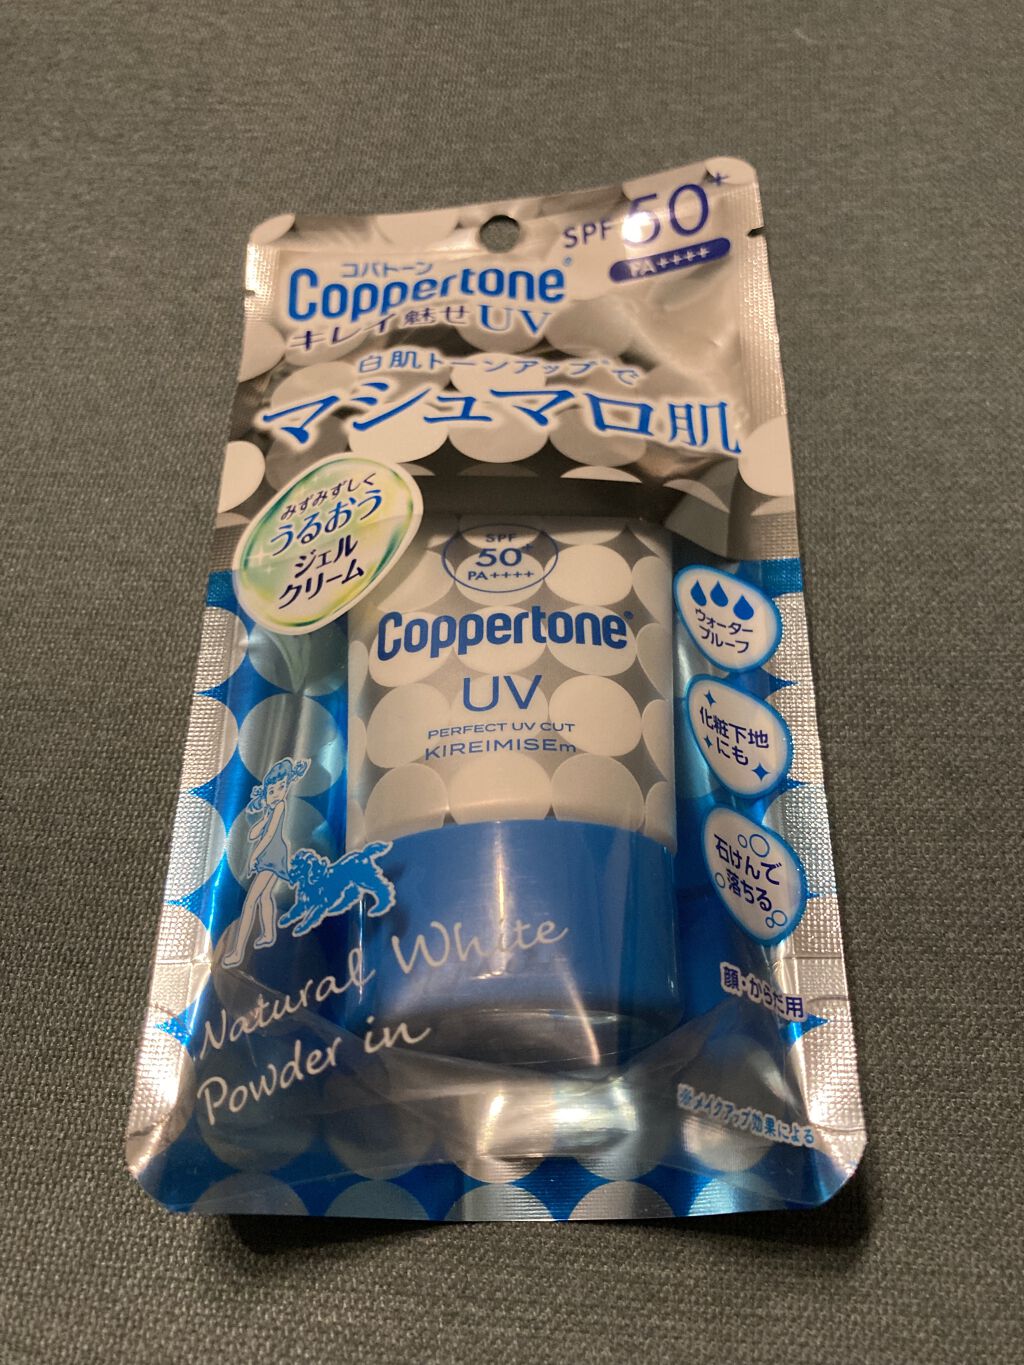 SPF 50+
PA++++
コパトーン
Coppertone®
キレイ魅せUV
白肌トーンアップ※で
マシュマロ肌
みずみずしく
うるおう
ジェル
クリーム
SPF
50+
PA++++
Coppertone®
UV
PERFECT UV CUT
KIREIMISEm
ウォーター
プルーフ
化粧下地
にも
石けんで
落ちる
顔・からだ用
Natural White
Powder in
※メイクアップ効果による